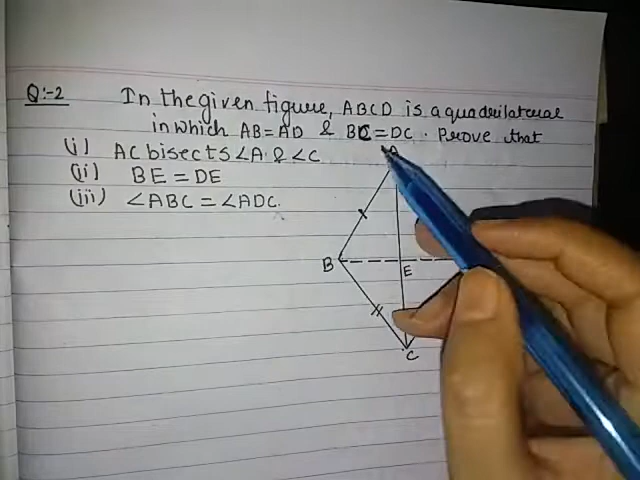 Q:-2 In the given figure, ABCD is a quadrilateral
in which AB=AD & BC=DC. Prove that
(i) AC bisects ∠A & ∠C
(ii) BE = DE
(iii) ∠ABC = ∠ADC.
A
B
E
C